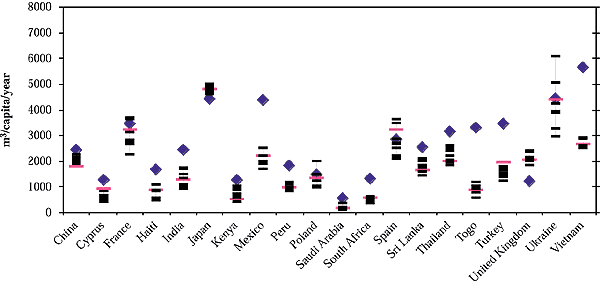 8000
7000
6000
5000
4000
3000
2000
1000
0
m³/capita/year
China
Cyprus
France
Haiti
India
Japan
Kenya
Mexico
Peru
Poland
Saudi Arabia
South Africa
Spain
Sri Lanka
Thailand
Togo
Turkey
United Kingdom
Ukraine
Vietnam